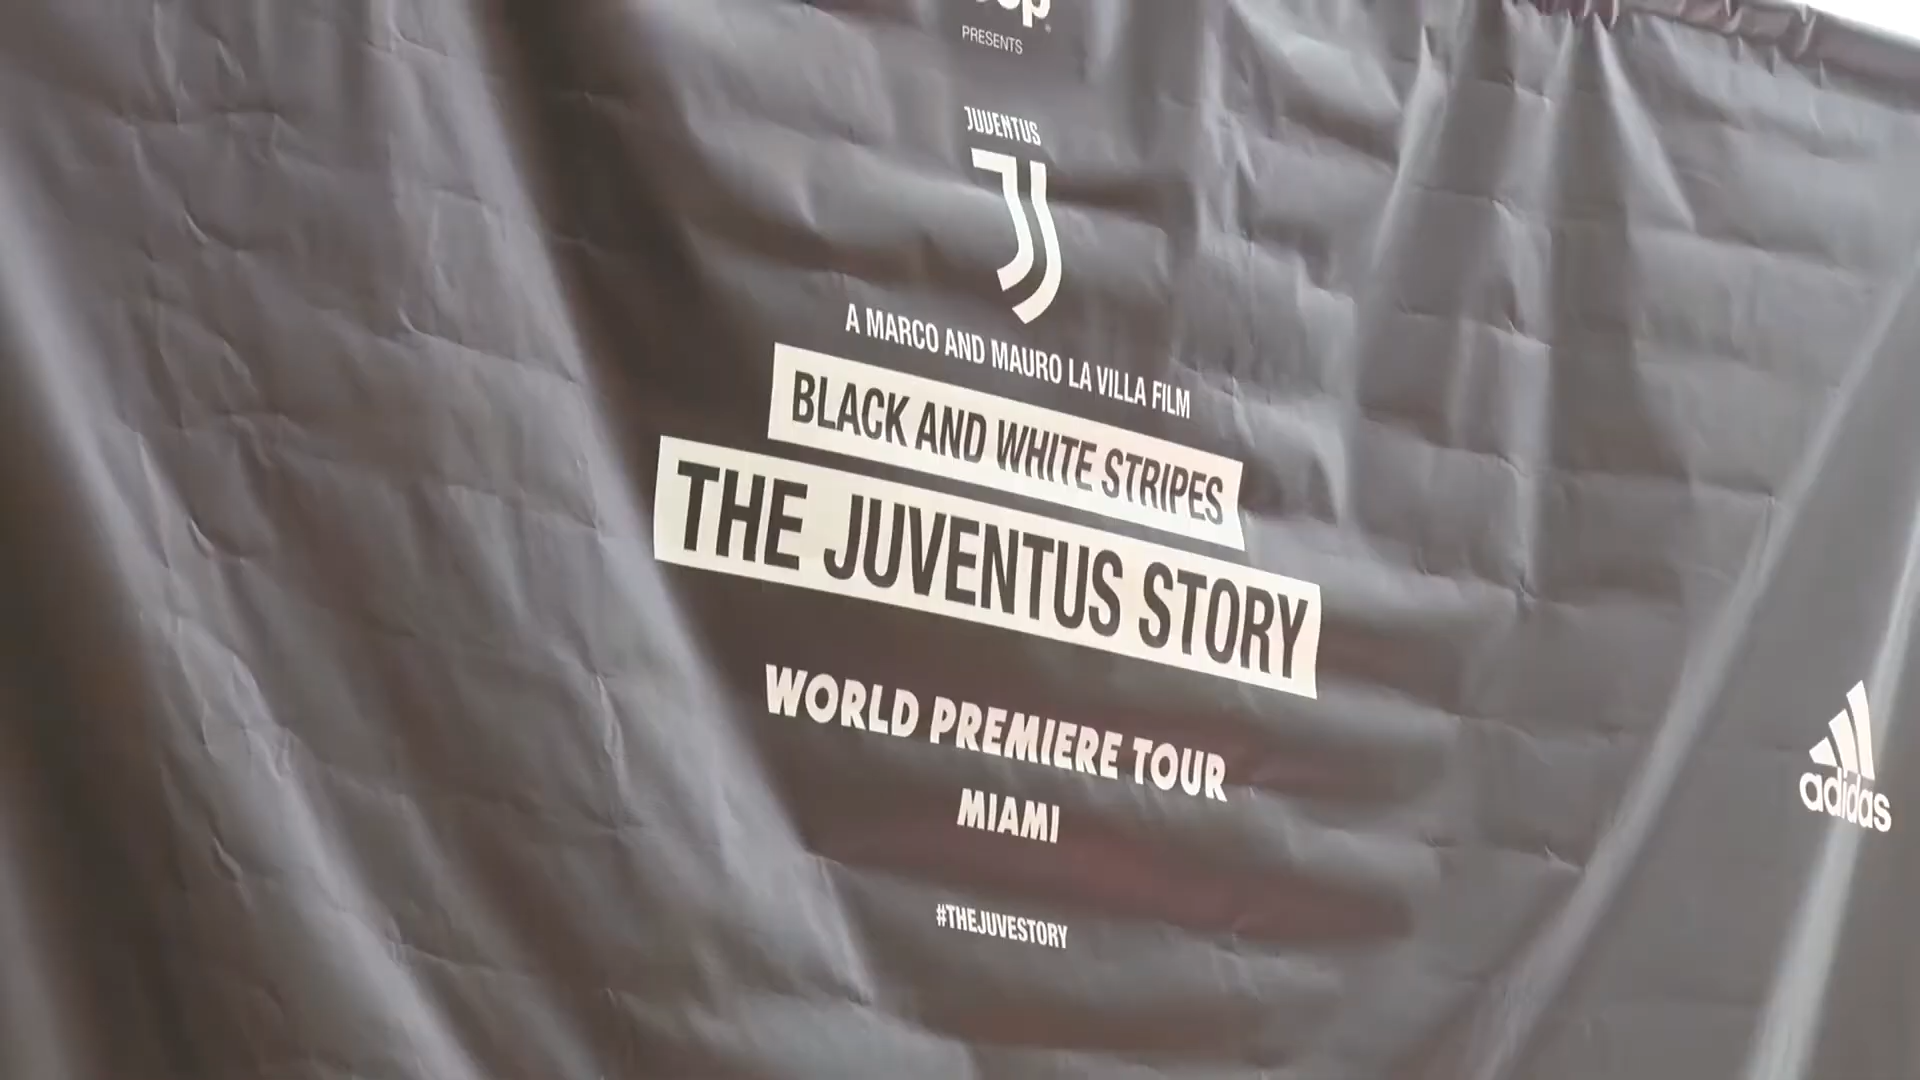 PRESENTS
JUVENTUS
A MARCO AND MAURO LA VILLA FILM
BLACK AND WHITE STRIPES
THE JUVENTUS STORY
WORLD PREMIERE TOUR
MIAMI
#THEJUVESTORY
adidas